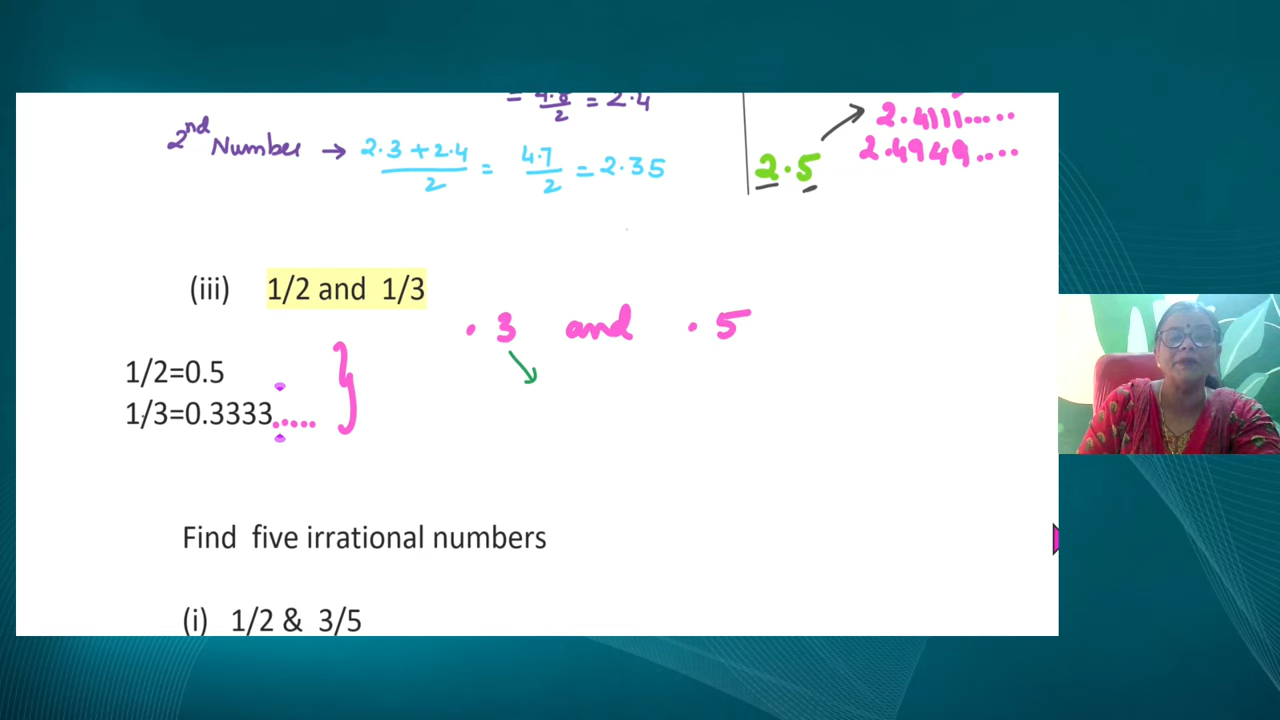 = 4.8/2 = 2.4
2nd Number → 2.3 + 2.4/2 = 4.7/2 = 2.35
2.5
2.4111.....
2.4949....
(iii) 1/2 and 1/3
.3 and .5
1/2=0.5
1/3=0.3333.....
Find five irrational numbers
(i) 1/2 & 3/5